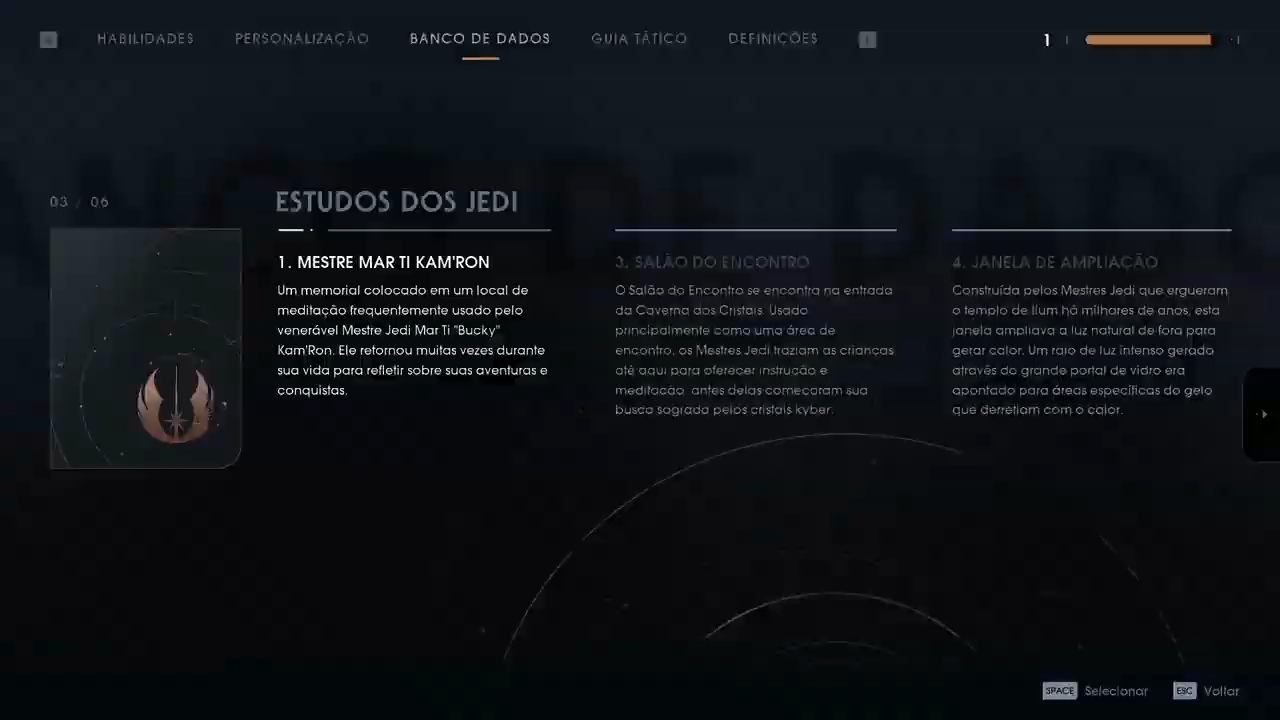 HABILIDADES PERSONALIZAÇÃO BANCO DE DADOS GUIA TÁTICO DEFINIÇÕES 1
03 / 06
ESTUDOS DOS JEDI
1. MESTRE MAR TI KAM'RON
Um memorial colocado em um local de
meditação frequentemente usado pelo
venerável Mestre Jedi Mar Ti "Bucky"
Kam'Ron. Ele retornou muitas vezes durante
sua vida para refletir sobre suas aventuras e
conquistas.
3. SALÃO DO ENCONTRO
O Salão do Encontro se encontra na entrada
da Caverna dos Cristais. Usado
principalmente como uma área de
encontro, os Mestres Jedi traziam as crianças
até aqui para oferecer instrução e
meditação antes delas começaram sua
busca sagrada pelos cristais kyber.
4. JANELA DE AMPLIAÇÃO
Construída pelos Mestres Jedi que ergueram
o templo de Ilum há milhares de anos, esta
janela ampliava a luz natural de fora para
gerar calor. Um raio de luz intenso gerado
através do grande portal de vidro era
apontado para áreas específicas do gelo
que derretiam com o calor.
SPACE Selecionar ESC Voltar